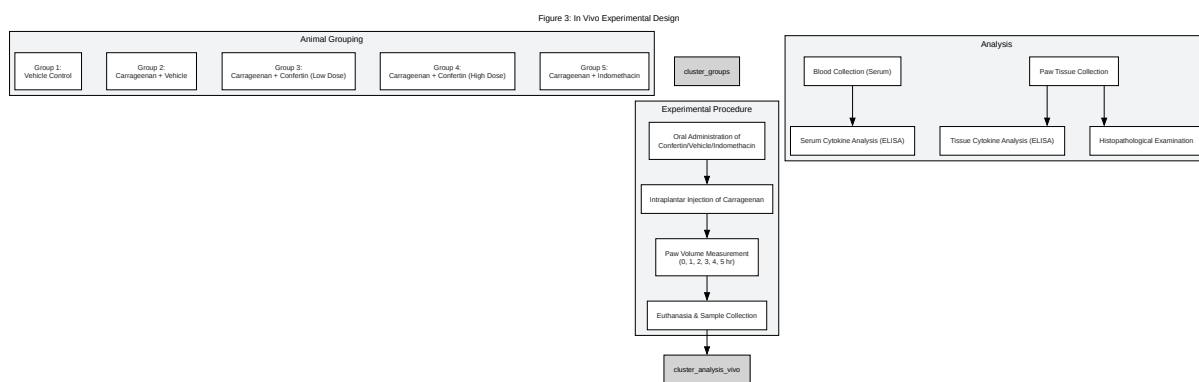 Figure 3: In Vivo Experimental Design
Animal Grouping
Group 1:
Vehicle Control
Group 2:
Carrageenan + Vehicle
Group 3:
Carrageenan + Confertin (Low Dose)
Group 4:
Carrageenan + Confertin (High Dose)
Group 5:
Carrageenan + Indomethacin
cluster_groups
Experimental Procedure
Oral Administration of
Confertin/Vehicle/Indomethacin
Intraplantar Injection of Carrageenan
Paw Volume Measurement
(0, 1, 2, 3, 4, 5 hr)
Euthanasia & Sample Collection
cluster_analysis_vivo
Analysis
Blood Collection (Serum)
Paw Tissue Collection
Serum Cytokine Analysis (ELISA)
Tissue Cytokine Analysis (ELISA)
Histopathological Examination